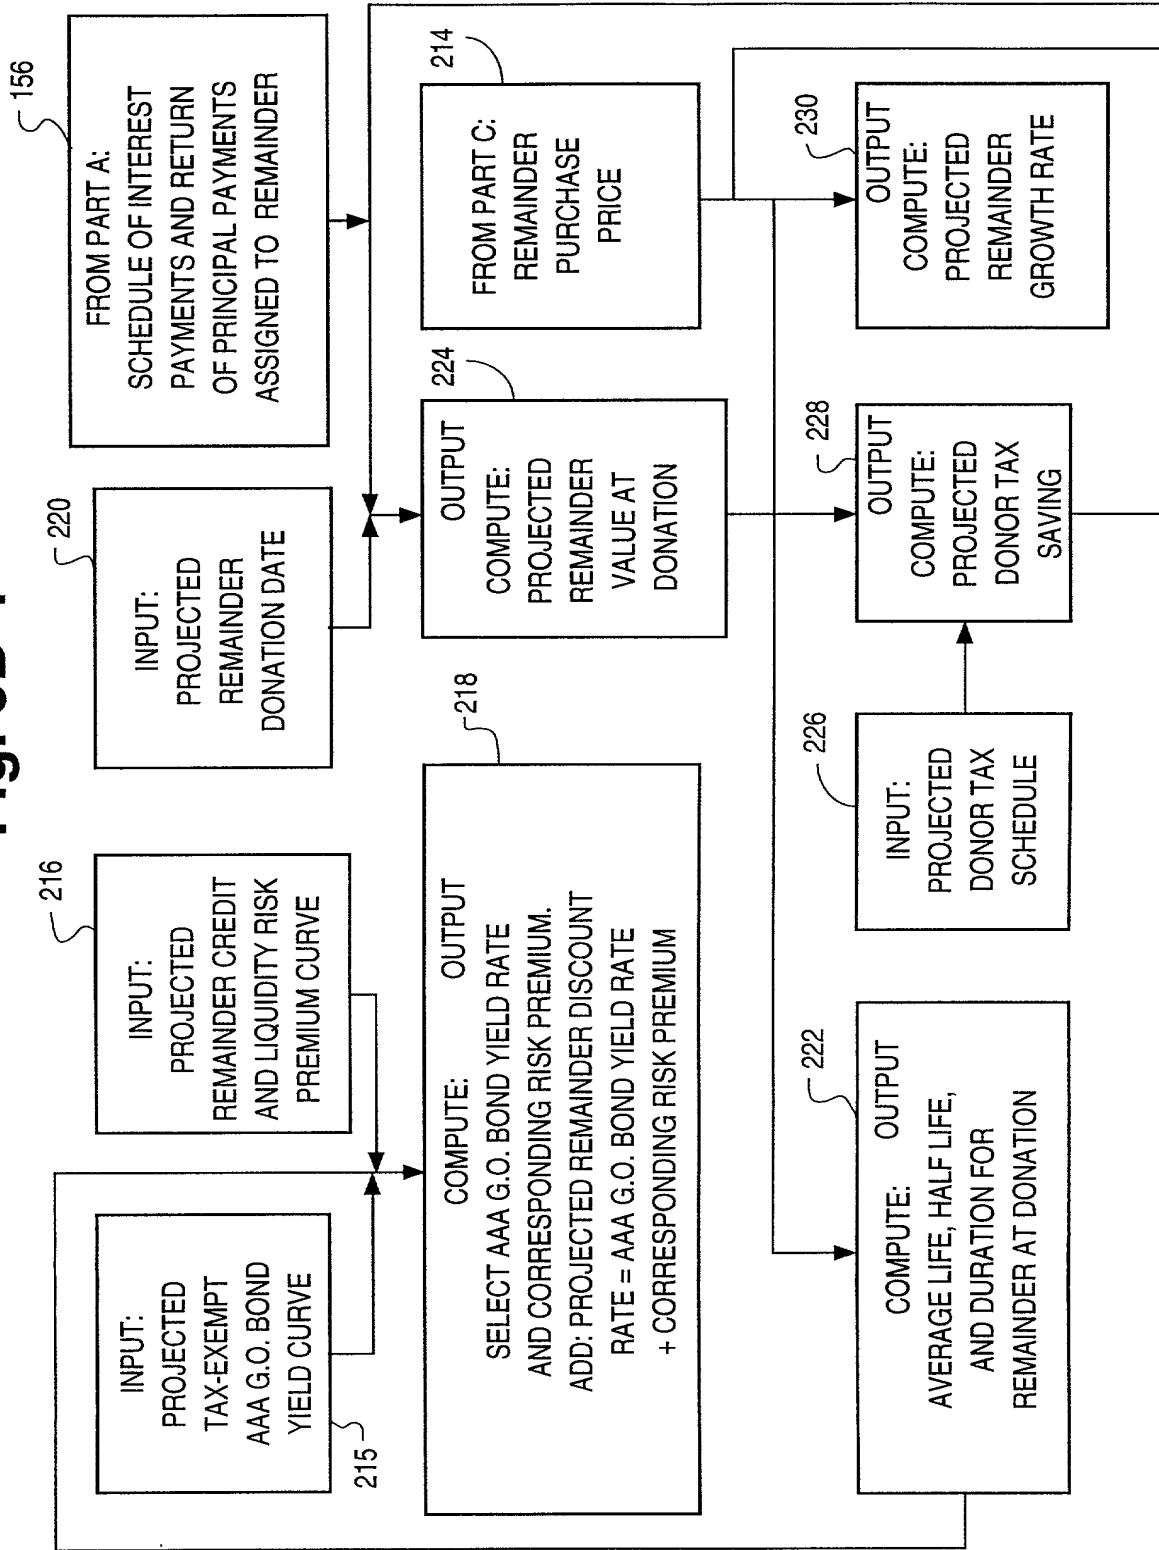 216
INPUT:
PROJECTED
REMAINDER CREDIT
AND LIQUIDITY RISK
PREMIUM CURVE
220
INPUT:
PROJECTED
REMAINDER
DONATION DATE
156
FROM PART A:
SCHEDULE OF INTEREST
PAYMENTS AND RETURN
OF PRINCIPAL PAYMENTS
ASSIGNED TO REMAINDER
INPUT:
PROJECTED
TAX-EXEMPT
AAA G.O. BOND
YIELD CURVE
215
218
COMPUTE: OUTPUT
SELECT AAA G.O. BOND YIELD RATE
AND CORRESPONDING RISK PREMIUM.
ADD: PROJECTED REMAINDER DISCOUNT
RATE = AAA G.O. BOND YIELD RATE
+ CORRESPONDING RISK PREMIUM
224
OUTPUT
COMPUTE:
PROJECTED
REMAINDER
VALUE AT
DONATION
214
FROM PART C:
REMAINDER
PURCHASE
PRICE
222
COMPUTE: OUTPUT
AVERAGE LIFE, HALF LIFE,
AND DURATION FOR
REMAINDER AT DONATION
226
INPUT:
PROJECTED
DONOR TAX
SCHEDULE
228
OUTPUT
COMPUTE:
PROJECTED
DONOR TAX
SAVING
230
OUTPUT
COMPUTE:
PROJECTED
REMAINDER
GROWTH RATE